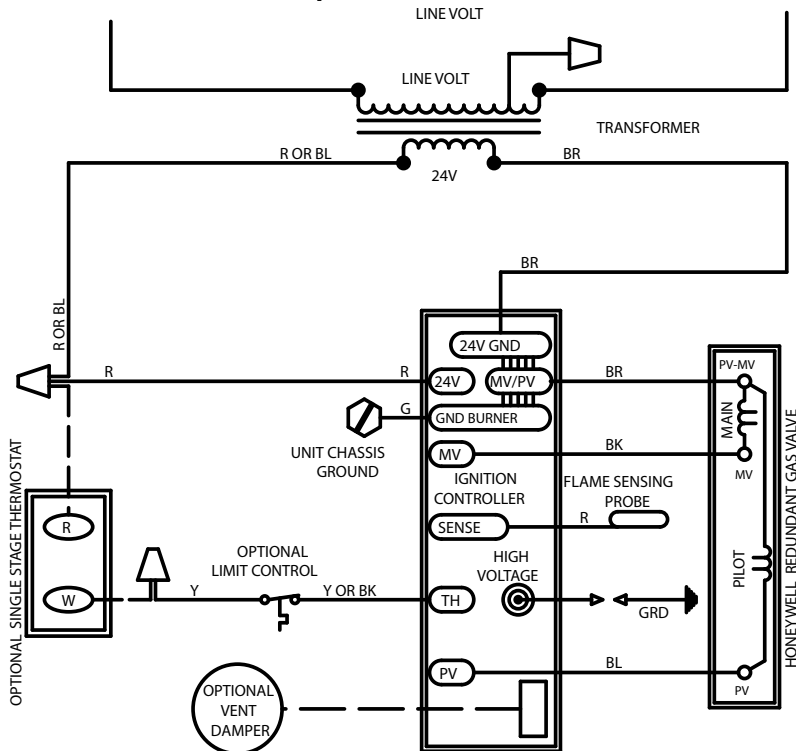 LINE VOLT
LINE VOLT
TRANSFORMER
R OR BL
24V
BR
BR
R OR BL
24V GND
PV-MV
R
R
24V
MV/PV
BR
G
GND BURNER
MAIN
UNIT CHASSIS
GROUND
MV
BK
MV
IGNITION
CONTROLLER
FLAME SENSING
PROBE
R
SENSE
R
OPTIONAL
LIMIT CONTROL
HIGH
VOLTAGE
PILOT
W
Y
Y OR BK
TH
GRD
OPTIONAL SINGLE STAGE THERMOSTAT
HONEYWELL REDUNDANT GAS VALVE
PV
BL
PV
OPTIONAL
VENT
DAMPER